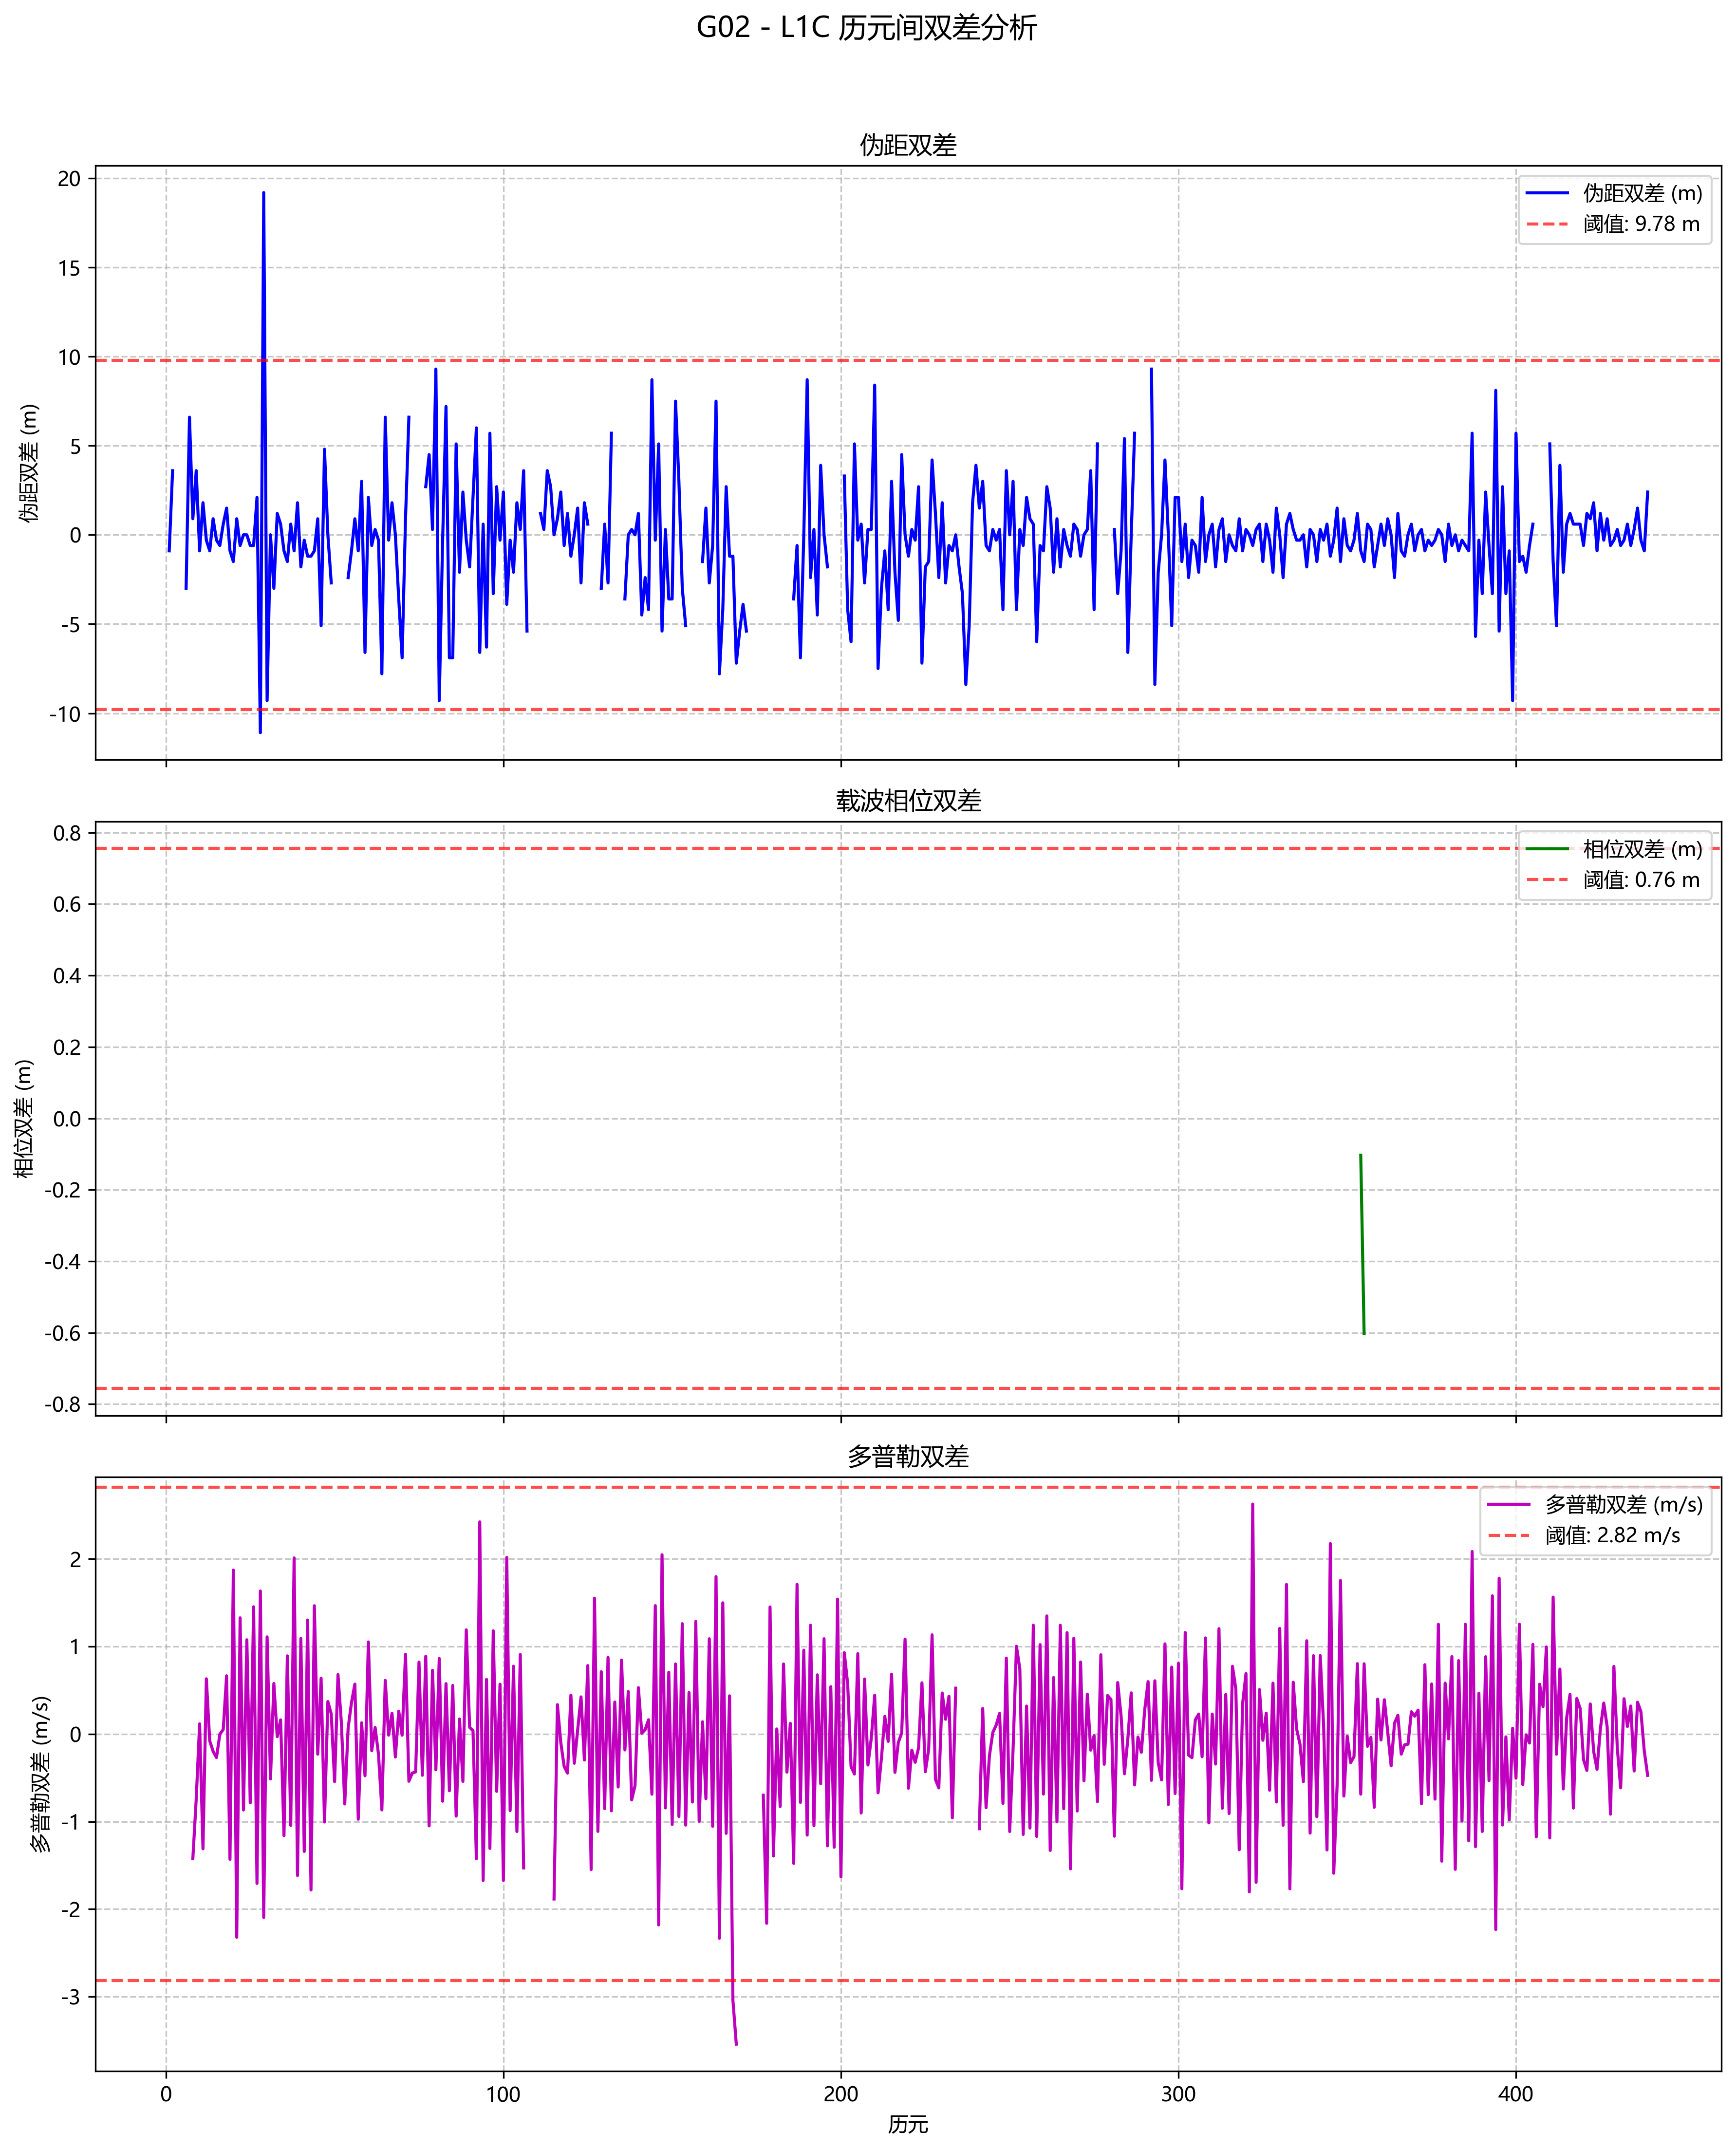 G02 - L1C 历元间双差分析
伪距双差
20
15
10
5
0
-5
-10
伪距双差 (m)
伪距双差 (m)
阈值: 9.78 m
载波相位双差
0.8
0.6
0.4
0.2
0.0
-0.2
-0.4
-0.6
-0.8
相位双差 (m)
相位双差 (m)
阈值: 0.76 m
多普勒双差
2
1
0
-1
-2
-3
多普勒双差 (m/s)
多普勒双差 (m/s)
阈值: 2.82 m/s
0 100 200 300 400
历元